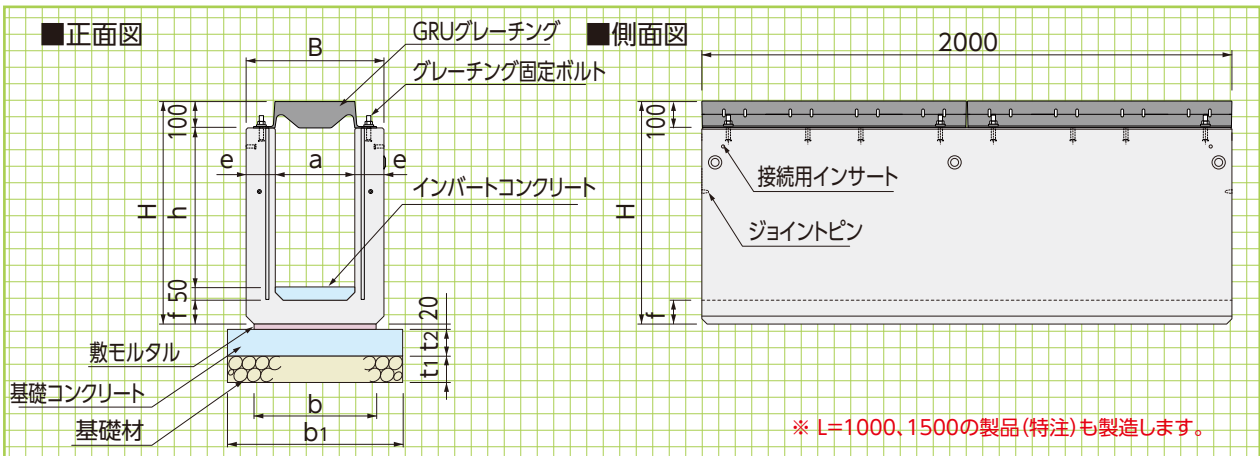 ■正面図
GRUグレーチング
B
グレーチング固定ボルト
100
e
a
e
H
h
インバートコンクリート
50
f
20
t2
t1
敷モルタル
基礎コンクリート
基礎材
b
b1
■側面図
2000
100
接続用インサート
H
ジョイントピン
f
※ L=1000、1500の製品(特注)も製造します。